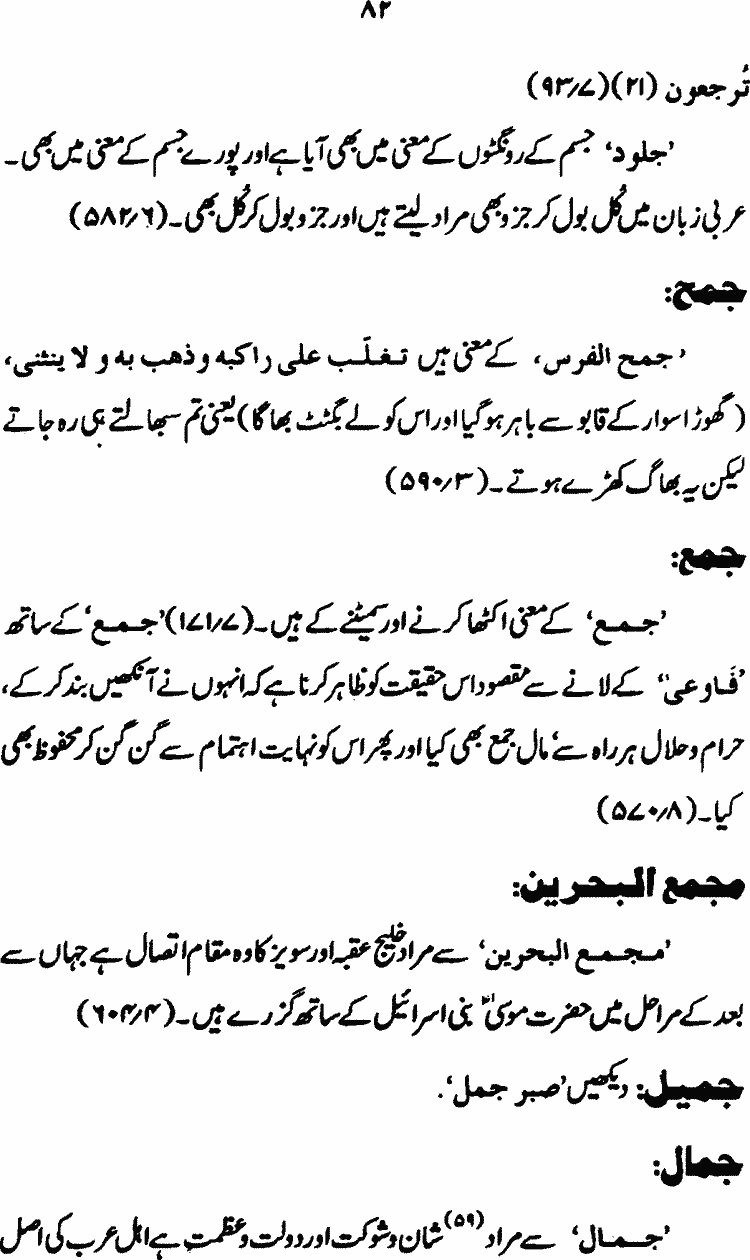 ۸۲
تُرجعون (۲۱)(۹۳/۷)
’جلود‘ جسم کے رونگٹوں کے معنی میں بھی آیا ہے اور پورے جسم کے معنی میں بھی۔
عربی زبان میں کُل بول کر جزو بھی مراد لیتے ہیں اور جزو بول کر کُل بھی۔(۵۸۲/۶)
جمح:
’جمح الفرس، کے معنی ہیں تغلّب علی راکبه وذهب به و لا ینثنی،
(گھوڑا سوار کے قابو سے باہر ہو گیا اور اس کو لے بگٹٹ بھاگا) یعنی تم سبھالتے ہی رہ جاتے
لیکن یہ بھاگ کھڑے ہوتے۔(۵۹۰/۳)
جمع:
’جمع‘ کے معنی اکٹھا کرنے اور سمیٹنے کے ہیں۔(۱۷۱/۷)’جمع‘ کے ساتھ
’فَاوعیٰ‘ کے لانے سے مقصود اس حقیقت کو ظاہر کرنا ہے کہ انہوں نے آنکھیں بند کر کے،
حرام و حلال ہر راہ سے‘ مال جمع بھی کیا اور پھر اس کو نہایت اہتمام سے گن گن کر محفوظ بھی
کیا۔(۵۷۰/۸)
مجمع البحرین:
’مجمع البحرین‘ سے مراد خلیج عقبہ اور سویز کا وہ مقام اتصال ہے جہاں سے
بعد کے مراحل میں حضرت موسیٰؑ بنی اسرائیل کے ساتھ گزرے ہیں۔(۶۰۴/۴)
جمیل: دیکھیں’صبر جمل‘.
جمال:
’جمال‘ سے مراد (۵۹) شان و شوکت اور دولت و عظمت ہے اہل عرب کی اصل